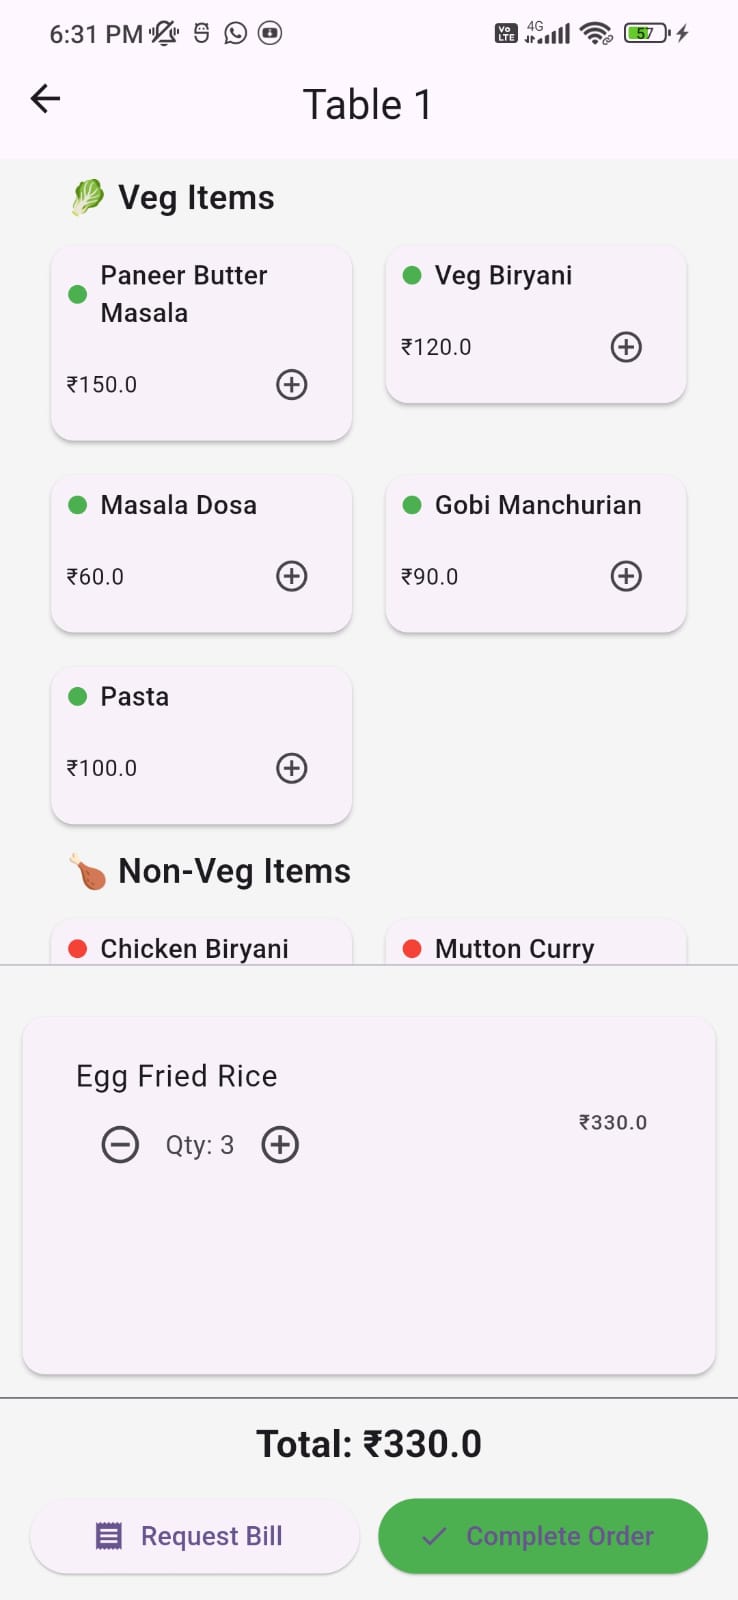 6:31 PM
Vo LTE 4G 57
Table 1
Veg Items
Paneer Butter
Masala
₹150.0
Veg Biryani
₹120.0
Masala Dosa
₹60.0
Gobi Manchurian
₹90.0
Pasta
₹100.0
Non-Veg Items
Chicken Biryani
Mutton Curry
Egg Fried Rice
Qty: 3
₹330.0
Total: ₹330.0
Request Bill
Complete Order